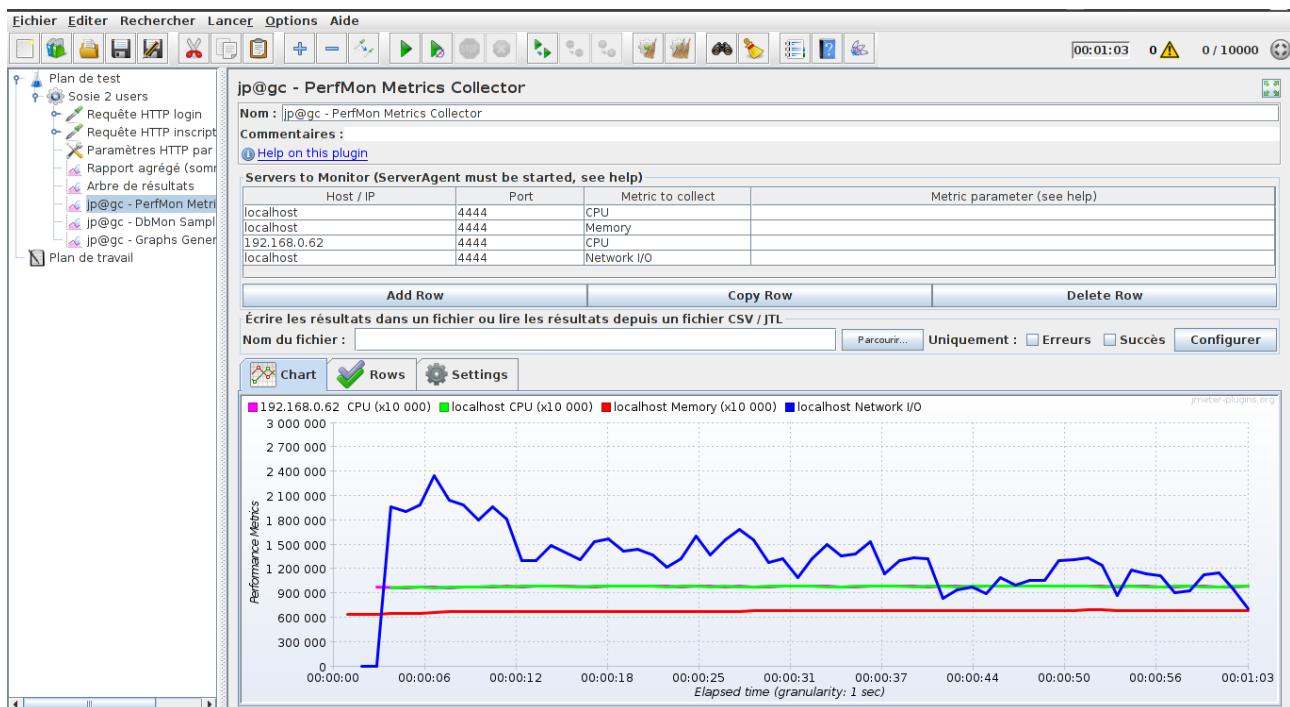 Fichier Editer Rechercher Lancer Options Aide
00:01:03 0 0 / 10000
Plan de test
Sosie 2 users
Requête HTTP login
Requête HTTP inscript
Paramètres HTTP par
Rapport agrégé (somm
Arbre de résultats
jp@gc - PerfMon Metri
jp@gc - DbMon Sampl
jp@gc - Graphs Gener
Plan de travail
jp@gc - PerfMon Metrics Collector
Nom : jp@gc - PerfMon Metrics Collector
Commentaires :
Help on this plugin
Servers to Monitor (ServerAgent must be started, see help)
Host / IP Port Metric to collect Metric parameter (see help)
localhost 4444 CPU
localhost 4444 Memory
192.168.0.62 4444 CPU
localhost 4444 Network I/O
Add Row Copy Row Delete Row
Écrire les résultats dans un fichier ou lire les résultats depuis un fichier CSV / JTL
Nom du fichier : Parcourir... Uniquement : Erreurs Succès Configurer
Chart Rows Settings
192.168.0.62 CPU (x10 000) localhost CPU (x10 000) localhost Memory (x10 000) localhost Network I/O
jmeter-plugins.org
3 000 000
2 700 000
2 400 000
2 100 000
1 800 000
1 500 000
1 200 000
900 000
600 000
300 000
0
Performance Metrics
00:00:00 00:00:06 00:00:12 00:00:18 00:00:25 00:00:31 00:00:37 00:00:44 00:00:50 00:00:56 00:01:03
Elapsed time (granularity: 1 sec)